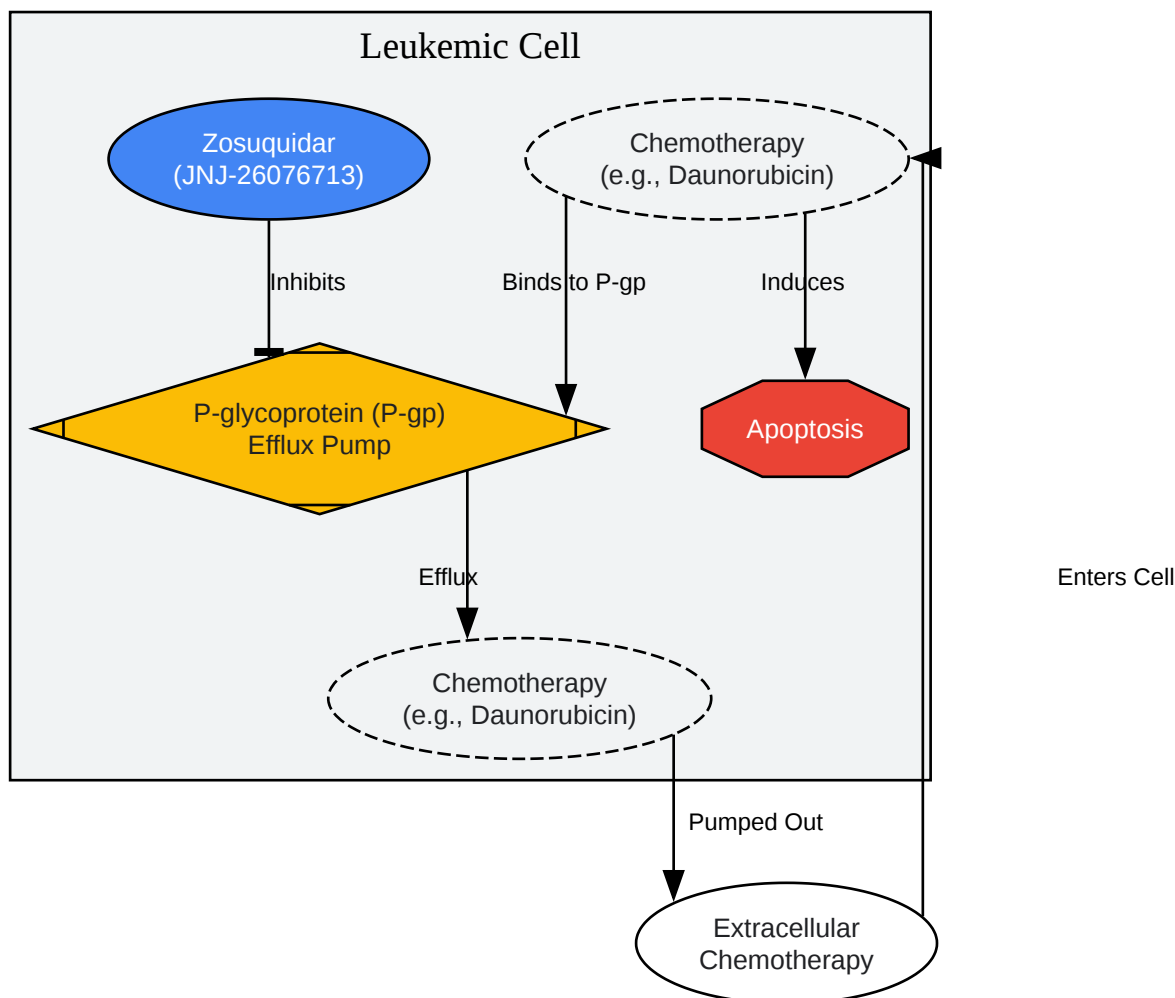 Leukemic Cell
Zosuquidar
(JNJ-26076713)
Chemotherapy
(e.g., Daunorubicin)
Inhibits
Binds to P-gp
Induces
P-glycoprotein (P-gp)
Efflux Pump
Apoptosis
Efflux
Enters Cell
Chemotherapy
(e.g., Daunorubicin)
Pumped Out
Extracellular
Chemotherapy